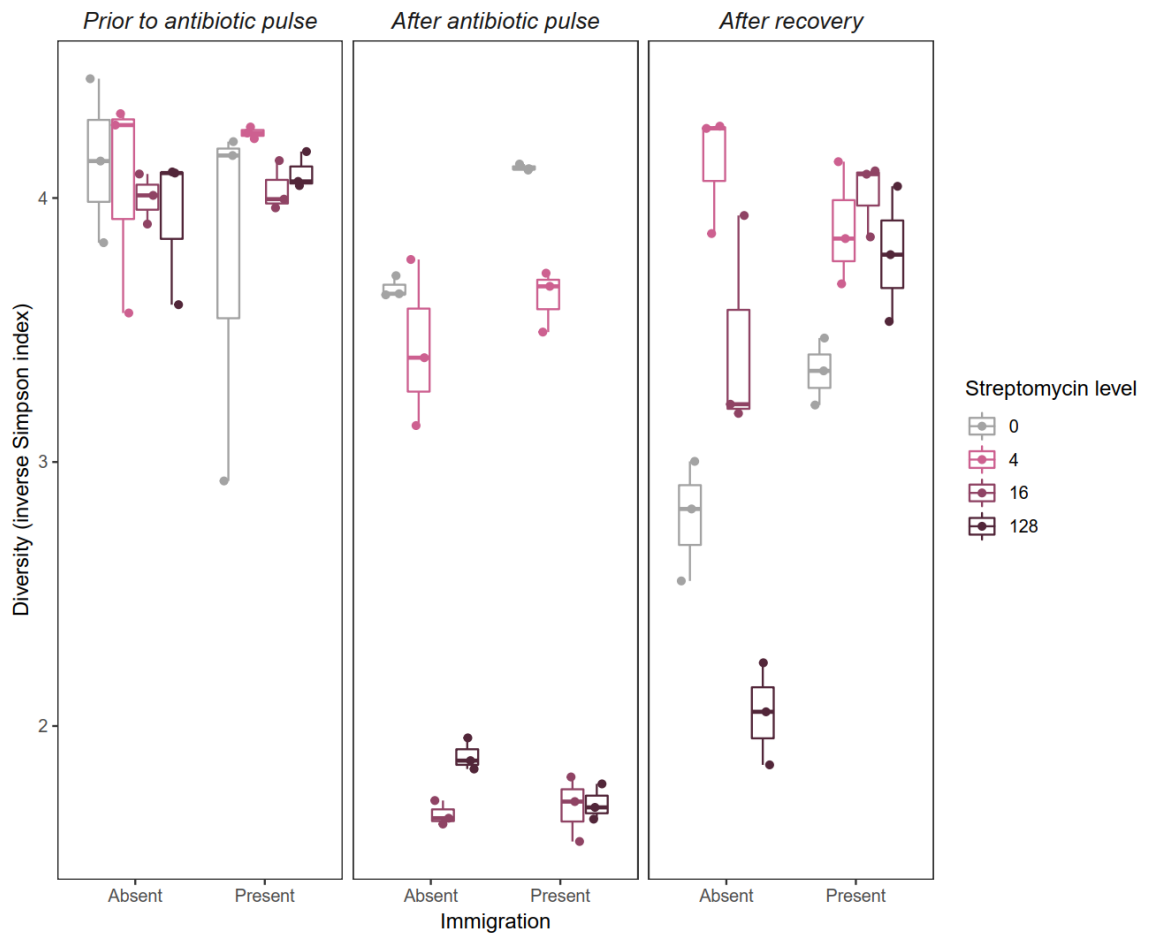 Prior to antibiotic pulse
After antibiotic pulse
After recovery
Diversity (inverse Simpson index)
4
3
2
Absent
Present
Absent
Present
Absent
Present
Immigration
Streptomycin level
0
4
16
128